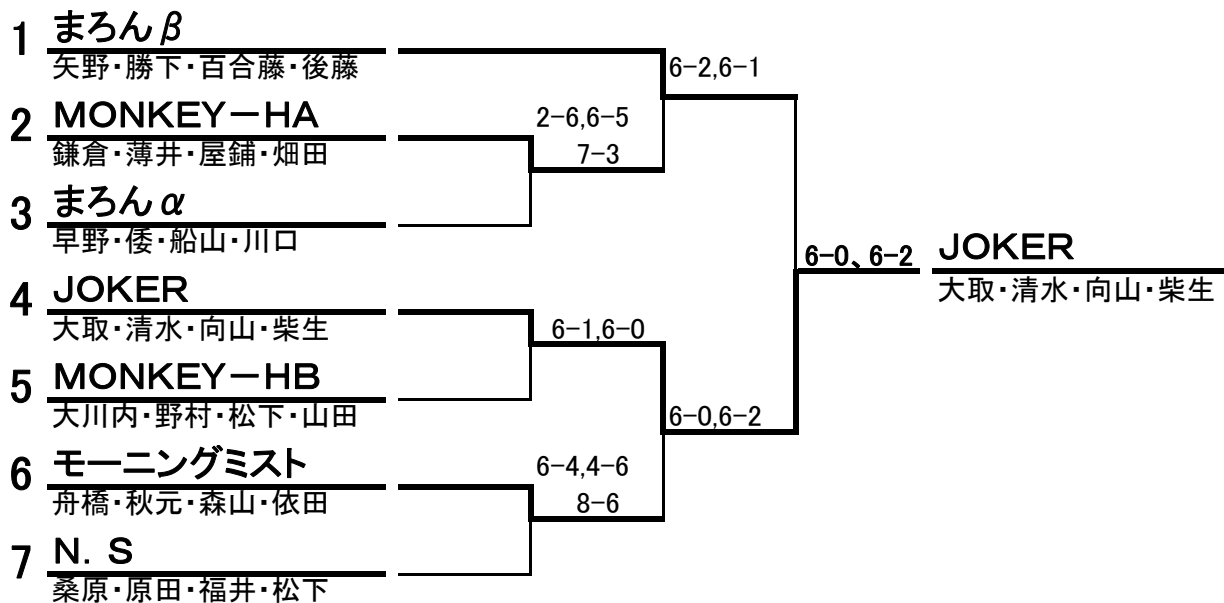 1 まろんβ
矢野・勝下・百合藤・後藤
6-2,6-1
2 MONKEY-HA
鎌倉・薄井・屋鋪・畑田
2-6,6-5
7-3
3 まろんα
早野・倭・船山・川口
4 JOKER
大取・清水・向山・柴生
6-1,6-0
5 MONKEY-HB
大川内・野村・松下・山田
6-0,6-2
6 モーニングミスト
舟橋・秋元・森山・依田
6-4,4-6
8-6
7 N. S
桑原・原田・福井・松下
6-0、6-2
JOKER
大取・清水・向山・柴生